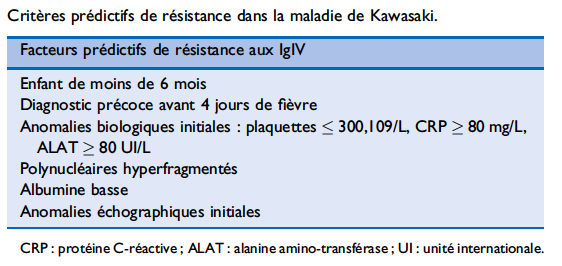 Critères prédictifs de résistance dans la maladie de Kawasaki.
Facteurs prédictifs de résistance aux IgIV
Enfant de moins de 6 mois
Diagnostic précoce avant 4 jours de fièvre
Anomalies biologiques initiales : plaquettes ≤ 300,109/L, CRP ≥ 80 mg/L,
ALAT ≥ 80 UI/L
Polynucléaires hyperfragmentés
Albumine basse
Anomalies échographiques initiales
CRP : protéine C-réactive ; ALAT : alanine amino-transférase ; UI : unité internationale.